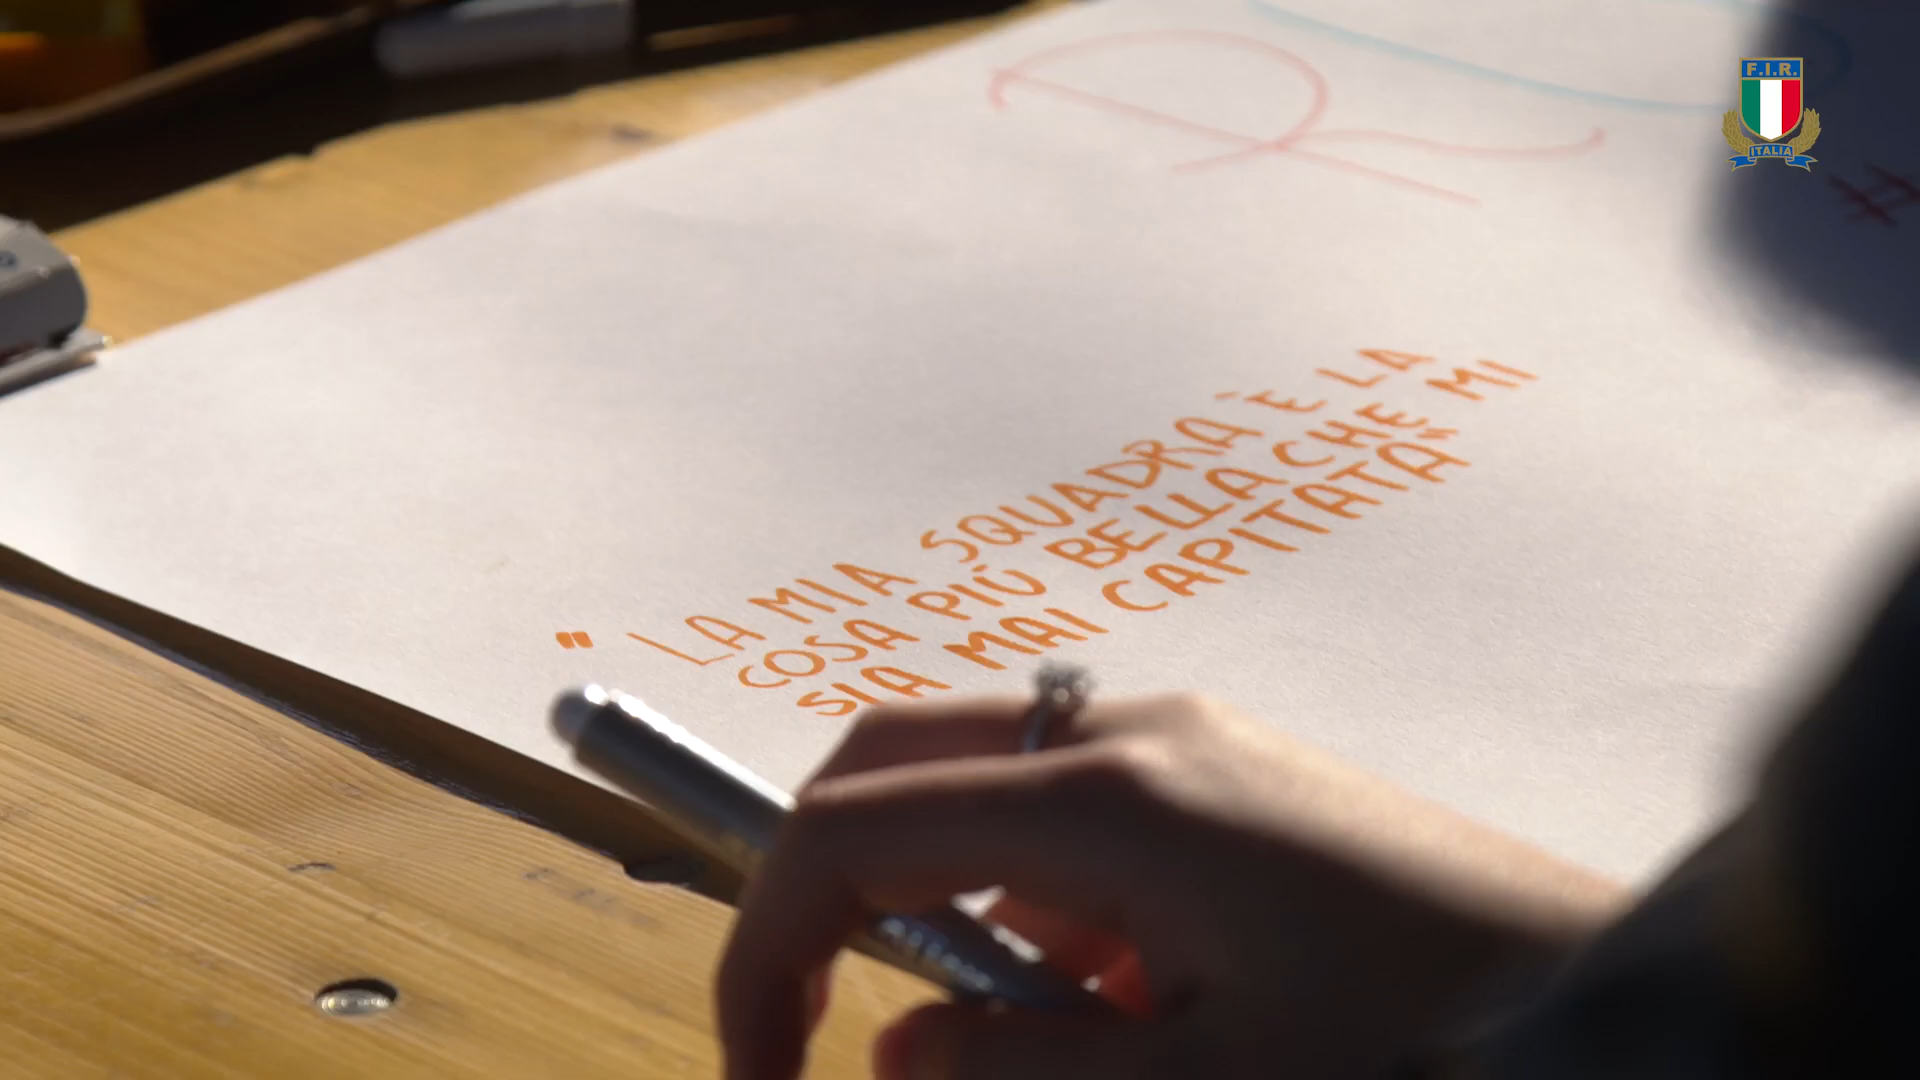 F.I.R.
ITALIA
#
R
" LA MIA SQUADRA È LA
COSA PIÙ BELLA CHE MI
SIA MAI CAPITATA"